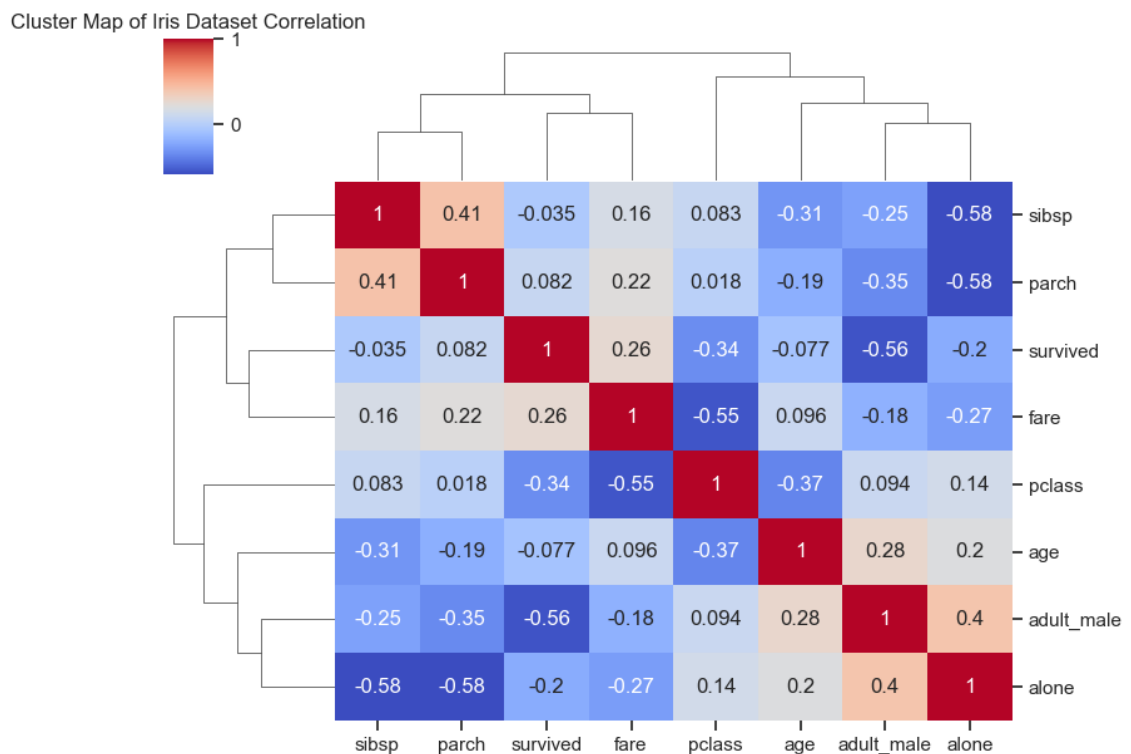 Cluster Map of Iris Dataset Correlation
1
0
1 0.41 -0.035 0.16 0.083 -0.31 -0.25 -0.58 sibsp
0.41 1 0.082 0.22 0.018 -0.19 -0.35 -0.58 parch
-0.035 0.082 1 0.26 -0.34 -0.077 -0.56 -0.2 survived
0.16 0.22 0.26 1 -0.55 0.096 -0.18 -0.27 fare
0.083 0.018 -0.34 -0.55 1 -0.37 0.094 0.14 pclass
-0.31 -0.19 -0.077 0.096 -0.37 1 0.28 0.2 age
-0.25 -0.35 -0.56 -0.18 0.094 0.28 1 0.4 adult_male
-0.58 -0.58 -0.2 -0.27 0.14 0.2 0.4 1 alone
sibsp parch survived fare pclass age adult_male alone